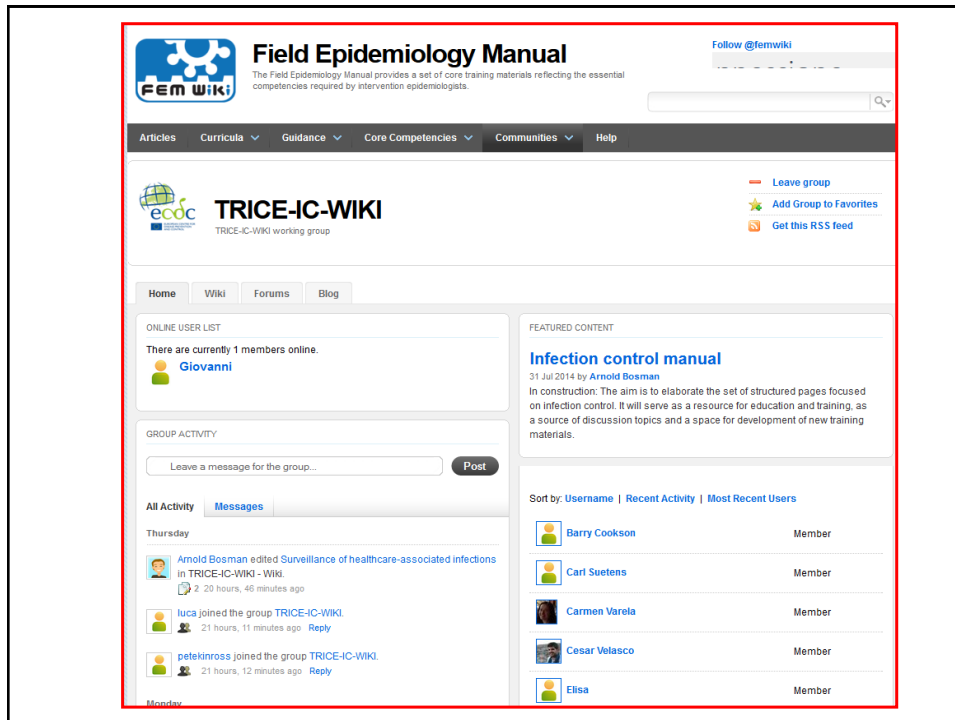 FEM WiKi
Field Epidemiology Manual
The Field Epidemiology Manual provides a set of core training materials reflecting the essential
competencies required by intervention epidemiologists.
Follow @femwiki
Articles Curricula Guidance Core Competencies Communities Help
ecdc
TRICE-IC-WIKI
TRICE-IC-WIKI working group
Leave group
Add Group to Favorites
Get this RSS feed
Home Wiki Forums Blog
ONLINE USER LIST
There are currently 1 members online.
Giovanni
GROUP ACTIVITY
Leave a message for the group...
Post
All Activity Messages
Thursday
Arnold Bosman edited Surveillance of healthcare-associated infections
in TRICE-IC-WIKI - Wiki.
2 20 hours, 46 minutes ago
luca joined the group TRICE-IC-WIKI.
21 hours, 11 minutes ago Reply
petekinross joined the group TRICE-IC-WIKI.
21 hours, 12 minutes ago Reply
Monday
FEATURED CONTENT
Infection control manual
31 Jul 2014 by Arnold Bosman
In construction: The aim is to elaborate the set of structured pages focused
on infection control. It will serve as a resource for education and training, as
a source of discussion topics and a space for development of new training
materials.
Sort by: Username | Recent Activity | Most Recent Users
Barry Cookson Member
Carl Suetens Member
Carmen Varela Member
Cesar Velasco Member
Elisa Member